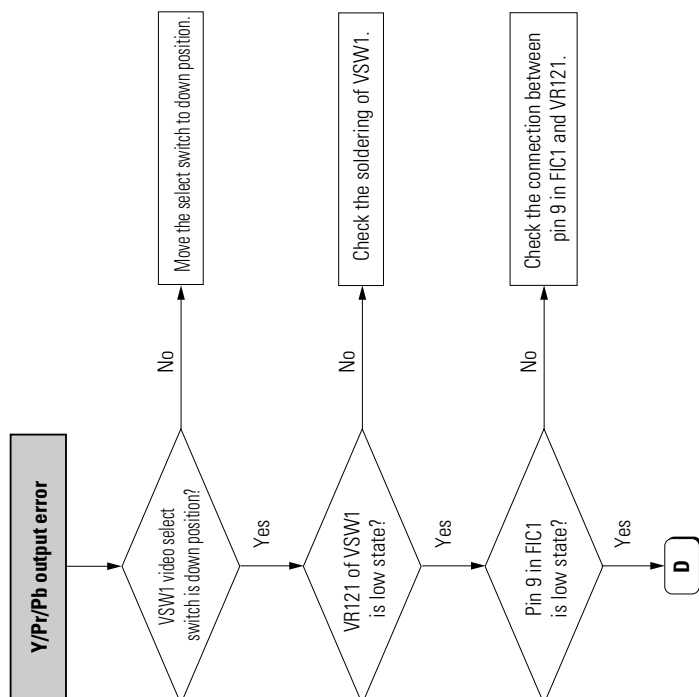 Y/Pr/Pb output error
VSW1 video select
switch is down position?
No
Move the select switch to down position.
Yes
VR121 of VSW1
is low state?
No
Check the soldering of VSW1.
Yes
Pin 9 in FIC1
is low state?
No
Check the connection between
pin 9 in FIC1 and VR121.
Yes
D